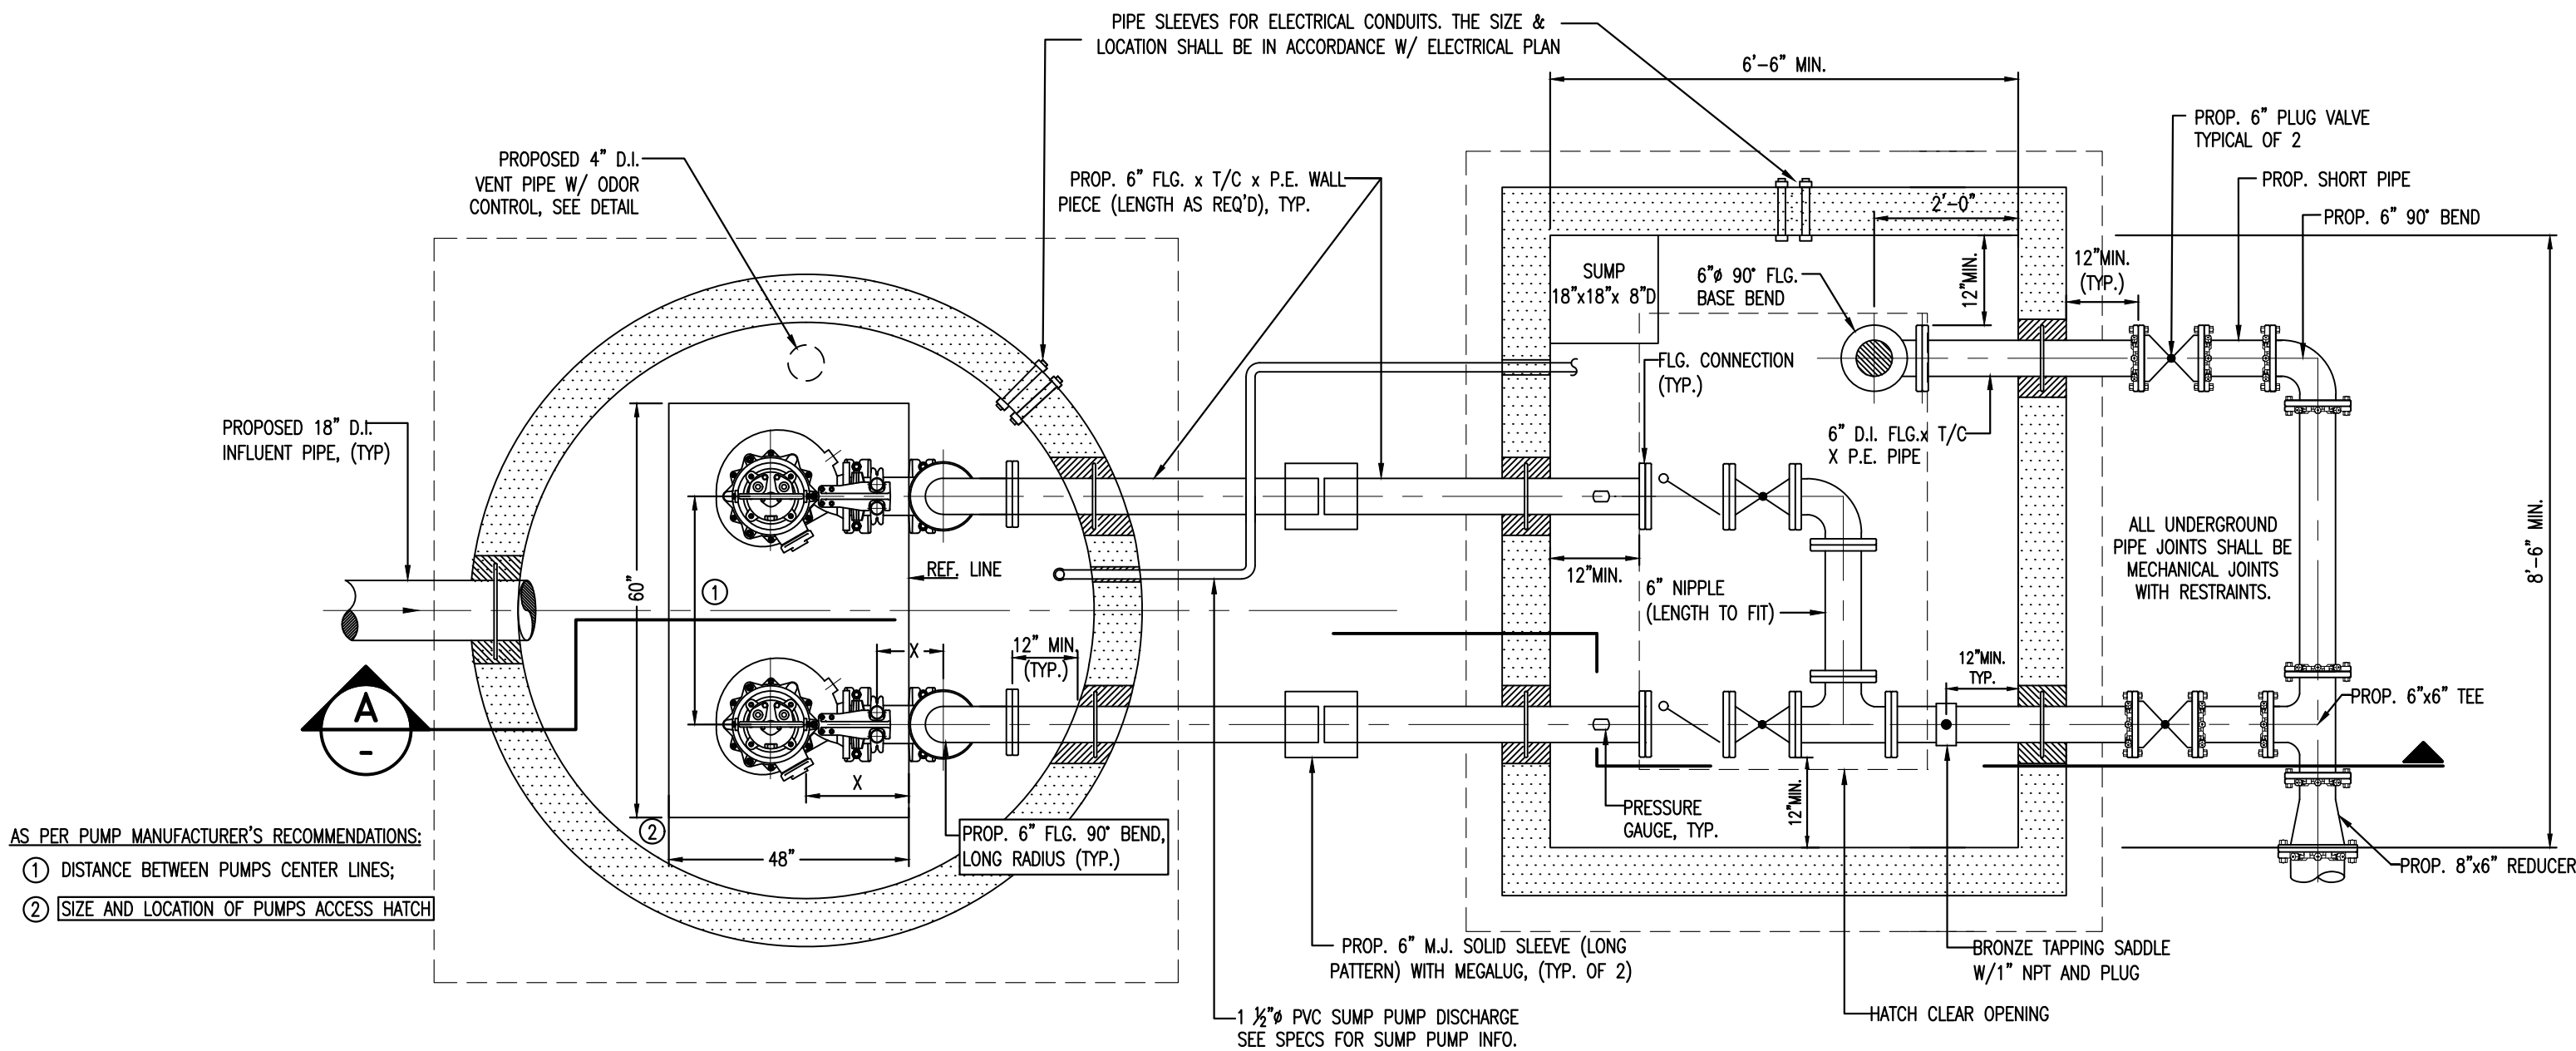 PIPE SLEEVES FOR ELECTRICAL CONDUITS. THE SIZE &
LOCATION SHALL BE IN ACCORDANCE W/ ELECTRICAL PLAN
6'-6" MIN.
PROP. 6" PLUG VALVE
TYPICAL OF 2
PROPOSED 4" D.I.
VENT PIPE W/ ODOR
CONTROL, SEE DETAIL
PROP. 6" FLG. x T/C x P.E. WALL
PIECE (LENGTH AS REQ'D), TYP.
PROP. SHORT PIPE
2'-0"
PROP. 6" 90° BEND
SUMP
18"x18"x 8"D
6"ø 90° FLG.
BASE BEND
12"MIN.
12"MIN.
(TYP.)
FLG. CONNECTION
(TYP.)
PROPOSED 18" D.I.
INFLUENT PIPE, (TYP)
6" D.I. FLG.x T/C
X P.E. PIPE
ALL UNDERGROUND
PIPE JOINTS SHALL BE
MECHANICAL JOINTS
WITH RESTRAINTS.
8'-6" MIN.
REF. LINE
60"
1
12"MIN.
6" NIPPLE
(LENGTH TO FIT)
X
12" MIN.
(TYP.)
12"MIN.
TYP.
A
-
PROP. 6"x6" TEE
X
PRESSURE
GAUGE, TYP.
12"MIN.
2
48"
PROP. 6" FLG. 90° BEND,
LONG RADIUS (TYP.)
PROP. 8"x6" REDUCER
AS PER PUMP MANUFACTURER'S RECOMMENDATIONS:
1 DISTANCE BETWEEN PUMPS CENTER LINES;
2 SIZE AND LOCATION OF PUMPS ACCESS HATCH
PROP. 6" M.J. SOLID SLEEVE (LONG
PATTERN) WITH MEGALUG, (TYP. OF 2)
BRONZE TAPPING SADDLE
W/1" NPT AND PLUG
HATCH CLEAR OPENING
1 ½"ø PVC SUMP PUMP DISCHARGE
SEE SPECS FOR SUMP PUMP INFO.